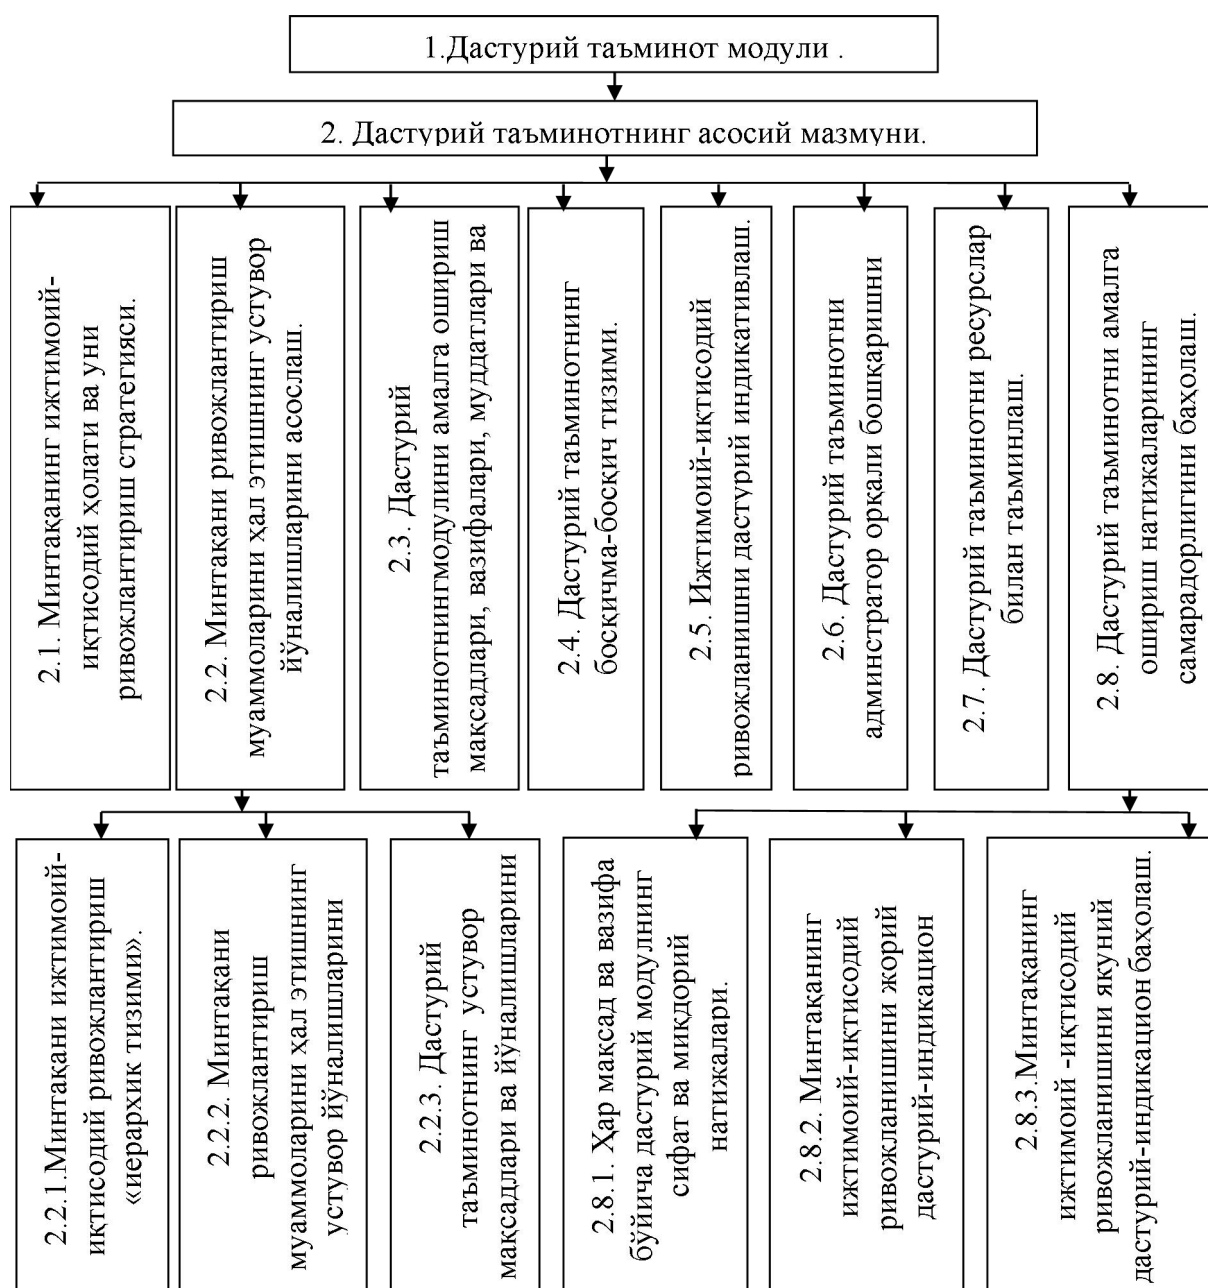 1.Дастурий таъминот модули .
2. Дастурий таъминотнинг асосий мазмуни.
2.1. Минтақанинг ижтимоий-
иқтисодий ҳолати ва уни
ривожлантириш стратегияси.
2.2. Минтақани ривожлантириш
муаммоларини ҳал этишнинг устувор
йўналишларини асослаш.
2.3. Дастурий
таъминотнингмодулини амалга ошириш
мақсадлари, вазифалари, муддатлари ва
2.4. Дастурий таъминотнинг
босқичма-босқич тизими.
2.5. Ижтимоий-иқтисодий
ривожланишни дастурий индикативлаш.
2.6. Дастурий таъминотни
админстратор орқали бошқаришни
2.7. Дастурий таъминотни ресурслар
билан таъминлаш.
2.8. Дастурий таъминотни амалга
ошириш натижаларининг
самарадорлигини баҳолаш.
2.2.1.Минтақани ижтимоий-
иқтисодий ривожлантириш
«иерархик тизими».
2.2.2. Минтақани
ривожлантириш
муаммоларини ҳал этишнинг
устувор йўналишларини
2.2.3. Дастурий
таъминотнинг устувор
мақсадлари ва йўналишларини
2.8.1. Ҳар мақсад ва вазифа
бўйича дастурий модулнинг
сифат ва миқдорий
натижалари.
2.8.2. Минтақанинг
ижтимоий-иқтисодий
ривожланишини жорий
дастурий-индикацион
2.8.3.Минтақанинг
ижтимоий -иқтисодий
ривожланишини якуний
дастурий-индикацион баҳолаш.